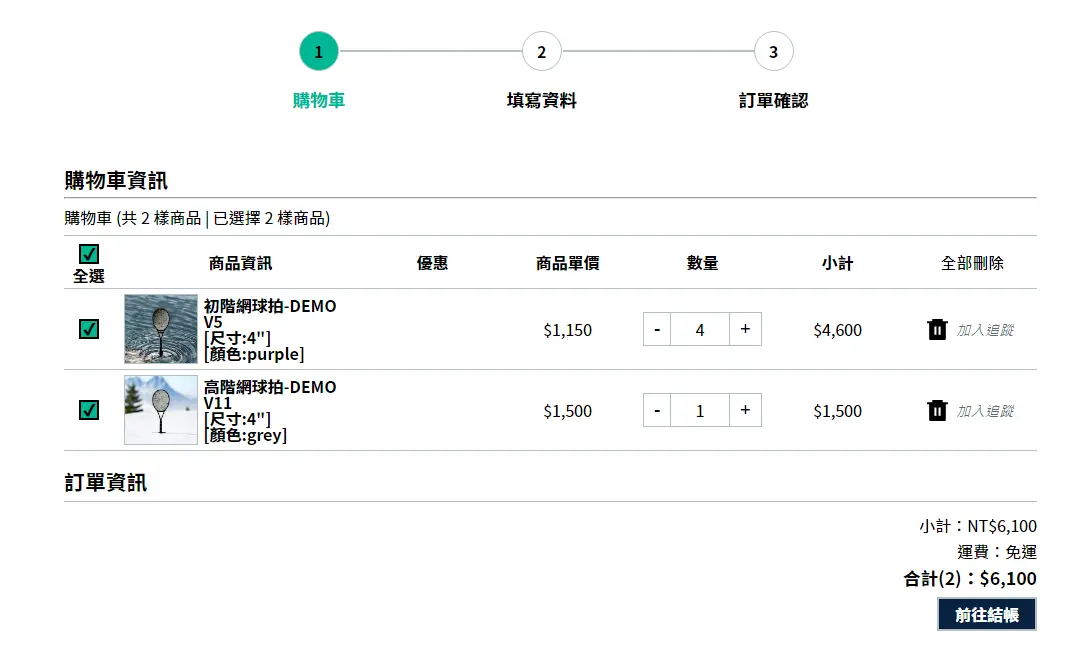 1
2
3
購物車
填寫資料
訂單確認
購物車資訊
購物車 (共 2 樣商品 | 已選擇 2 樣商品)
全選
商品資訊
優惠
商品單價
數量
小計
全部刪除
初階網球拍-DEMO
V5
[尺寸:4"]
[顏色:purple]
$1,150
- 4 +
$4,600
加入追蹤
高階網球拍-DEMO
V11
[尺寸:4"]
[顏色:grey]
$1,500
- 1 +
$1,500
加入追蹤
訂單資訊
小計：NT$6,100
運費：免運
合計(2)：$6,100
前往結帳